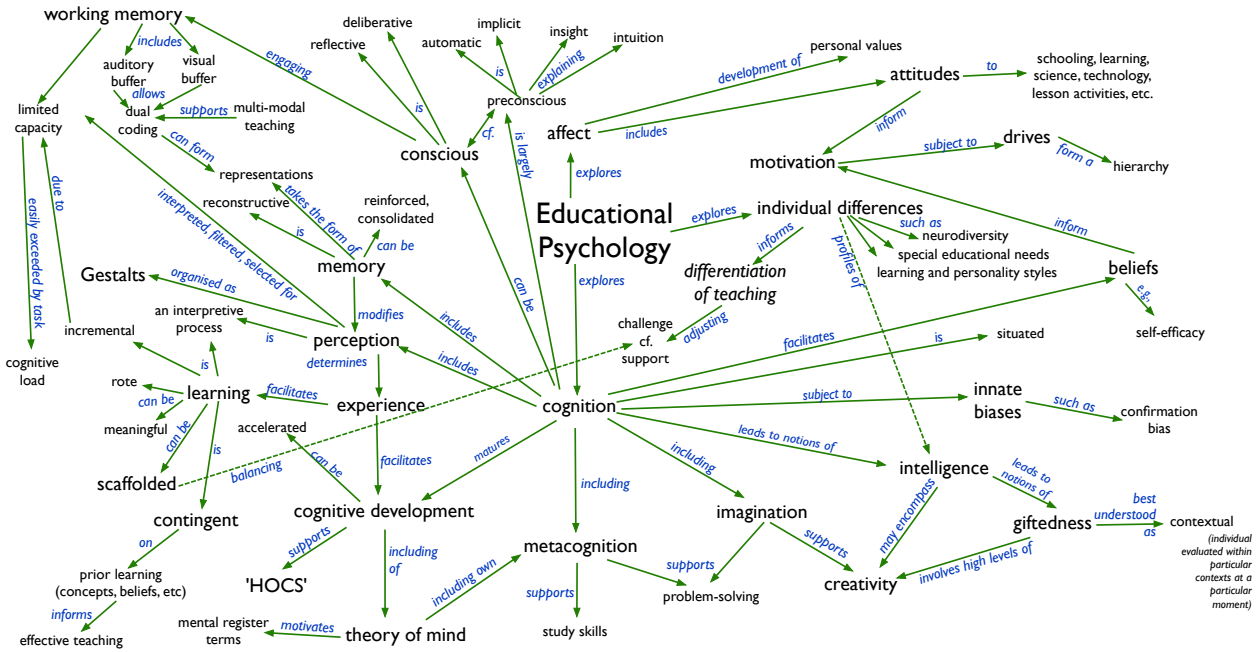 working memory
includes
auditory
buffer
visual
buffer
allows
dual
coding
supports
multi-modal
teaching
can form
limited
capacity
due to
easily exceeded by task
cognitive
load
engaging
deliberative
reflective
is
conscious
cf.
automatic
implicit
insight
intuition
is
explaining
preconscious
is largely
can be
affect
explores
development of
personal values
includes
attitudes
to
schooling, learning,
science, technology,
lesson activities, etc.
inform
motivation
subject to
drives
form a
hierarchy
representations
reconstructive
is
takes the form of
reinforced,
consolidated
can be
memory
modifies
interpreted, filtered, selected for
Educational
Psychology
explores
individual differences
such as
neurodiversity
special educational needs
learning and personality styles
informs
profiles of
differentiation
of teaching
adjusting
challenge
cf.
support
explores
inform
beliefs
e.g.,
self-efficacy
Gestalts
organised as
an interpretive
process
is
perception
determines
includes
includes
incremental
is
rote
can be
meaningful
learning
can be
is
facilitates
experience
facilitates
accelerated
can be
scaffolded
balancing
contingent
on
prior learning
(concepts, beliefs, etc)
informs
effective teaching
cognition
facilitates
is
situated
subject to
innate
biases
such as
confirmation
bias
leads to notions of
intelligence
leads to
notions of
giftedness
best
understood
as
contextual
(individual
evaluated within
particular
contexts at a
particular
moment)
may encompass
involves high levels of
creativity
including
imagination
supports
supports
problem-solving
including
metacognition
supports
study skills
matures
cognitive development
supports
'HOCS'
including
of
including own
theory of mind
motivates
mental register
terms